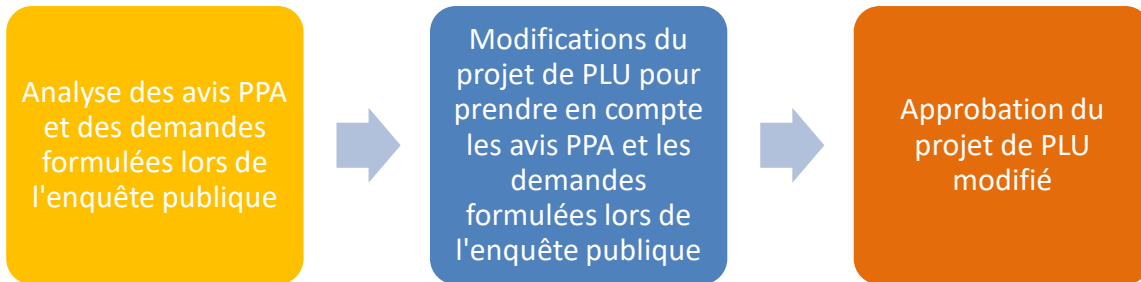 Analyse des avis PPA
et des demandes
formulées lors de
l'enquête publique
Modifications du
projet de PLU pour
prendre en compte
les avis PPA et les
demandes
formulées lors de
l'enquête publique
Approbation du
projet de PLU
modifié